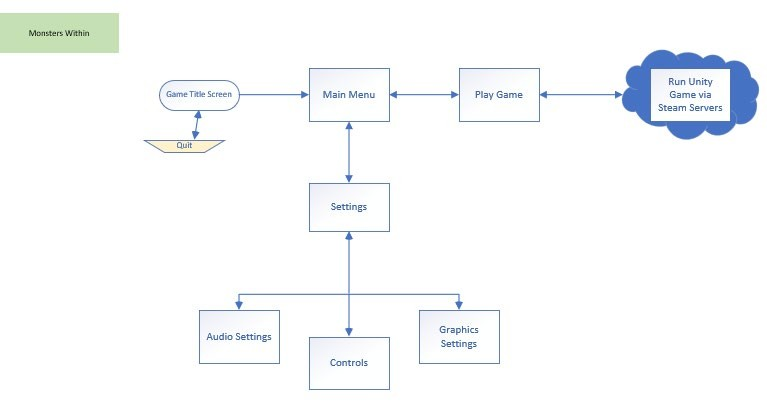 Monsters Within
Game Title Screen
Main Menu
Play Game
Run Unity
Game via
Steam Servers
Quit
Settings
Audio Settings
Controls
Graphics
Settings